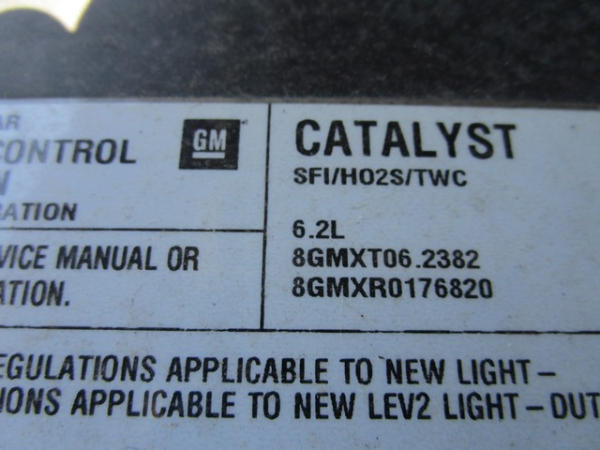 AR
CONTROL
N
RATION
GM
VICE MANUAL OR
ATION.
CATALYST
SFI/HO2S/TWC
6.2L
8GMXT06.2382
8GMXR0176820
EGULATIONS APPLICABLE TO NEW LIGHT-
IONS APPLICABLE TO NEW LEV2 LIGHT-DUT